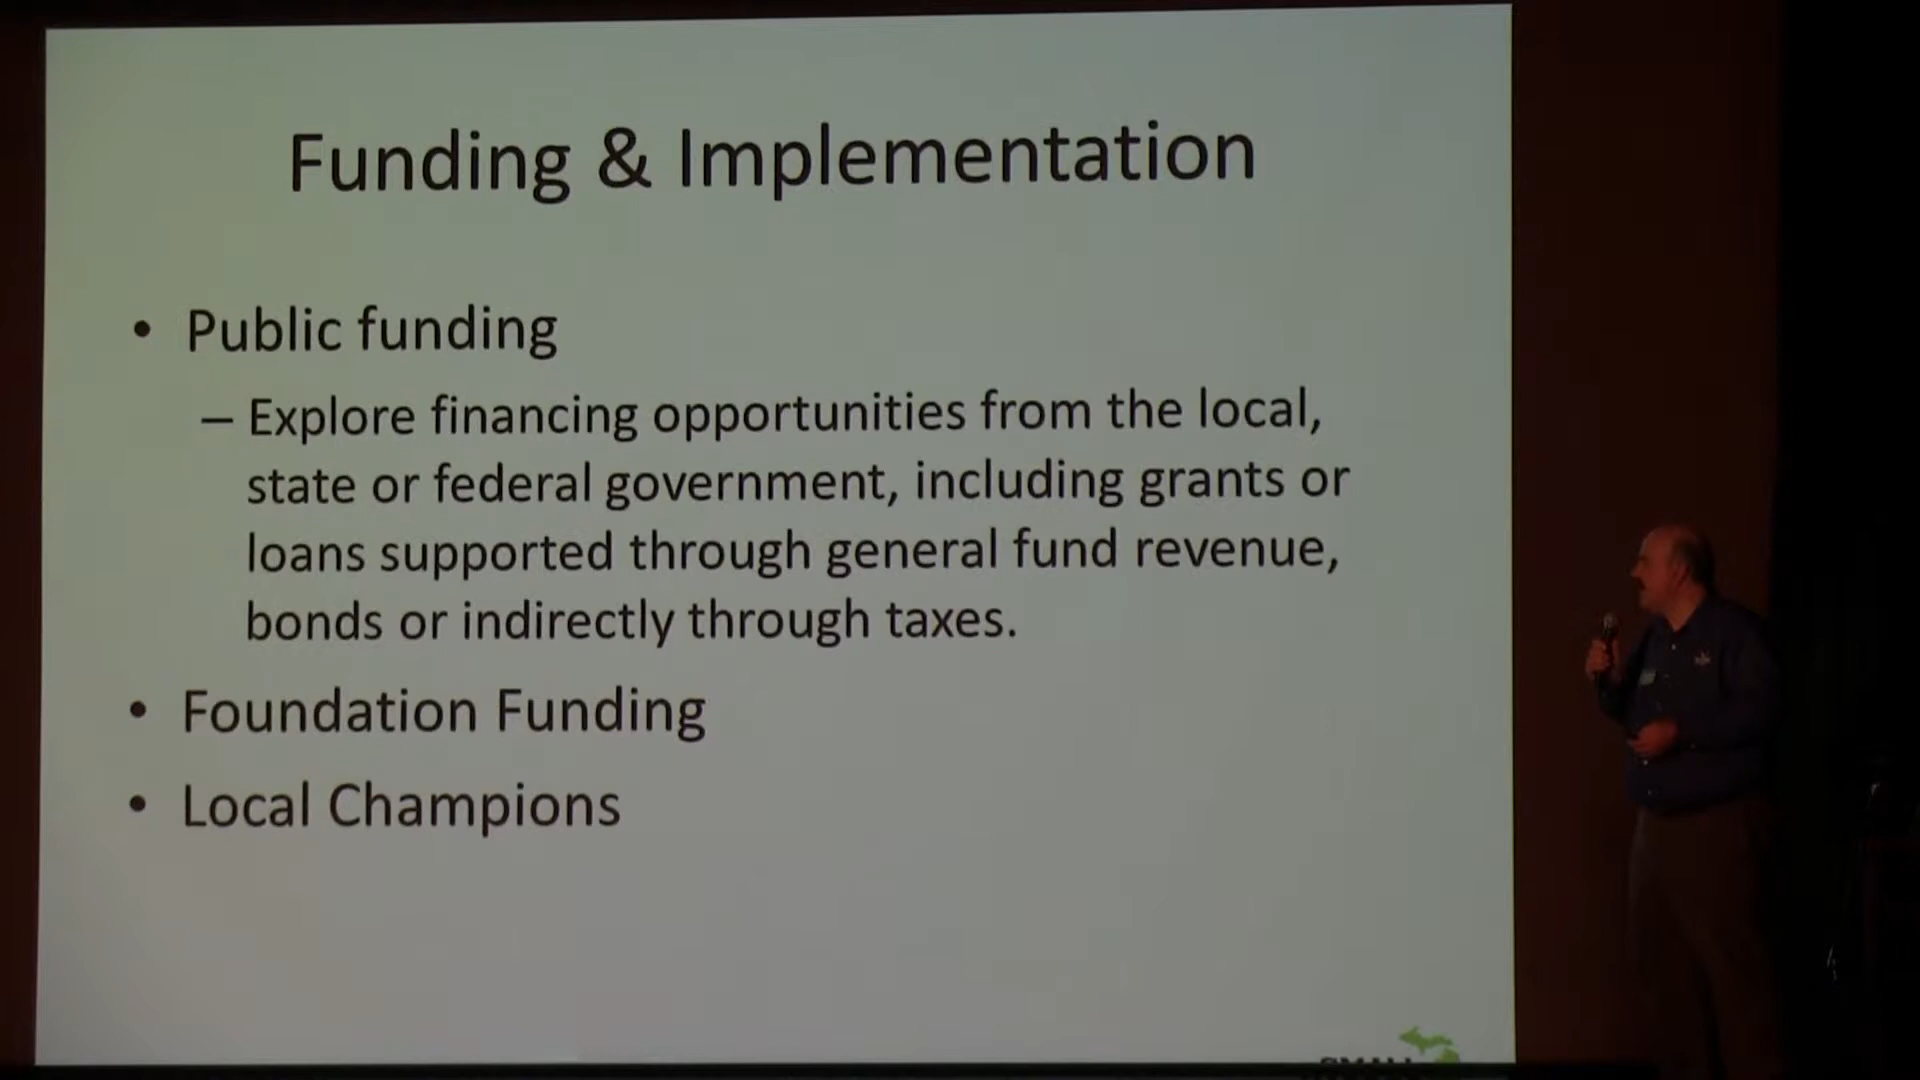 Funding & Implementation
• Public funding
– Explore financing opportunities from the local,
state or federal government, including grants or
loans supported through general fund revenue,
bonds or indirectly through taxes.
• Foundation Funding
• Local Champions